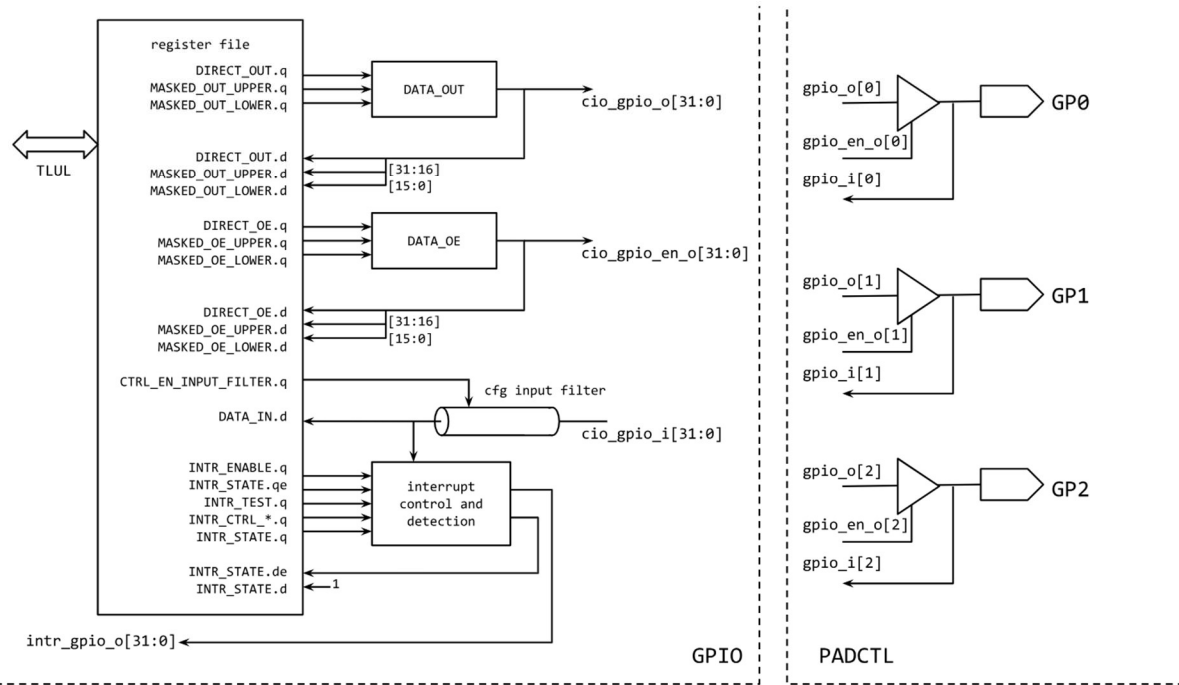 register file
DIRECT_OUT.q
MASKED_OUT_UPPER.q
MASKED_OUT_LOWER.q
DATA_OUT
cio_gpio_o[31:0]
TLUL
DIRECT_OUT.d
MASKED_OUT_UPPER.d
MASKED_OUT_LOWER.d
[31:16]
[15:0]
DIRECT_OE.q
MASKED_OE_UPPER.q
MASKED_OE_LOWER.q
DATA_OE
cio_gpio_en_o[31:0]
DIRECT_OE.d
MASKED_OE_UPPER.d
MASKED_OE_LOWER.d
[31:16]
[15:0]
CTRL_EN_INPUT_FILTER.q
cfg input filter
DATA_IN.d
cio_gpio_i[31:0]
INTR_ENABLE.q
INTR_STATE.qe
INTR_TEST.q
INTR_CTRL_*.q
INTR_STATE.q
interrupt
control and
detection
INTR_STATE.de
INTR_STATE.d
1
intr_gpio_o[31:0]
GPIO
gpio_o[0]
gpio_en_o[0]
gpio_i[0]
GP0
gpio_o[1]
gpio_en_o[1]
gpio_i[1]
GP1
gpio_o[2]
gpio_en_o[2]
gpio_i[2]
GP2
PADCTL